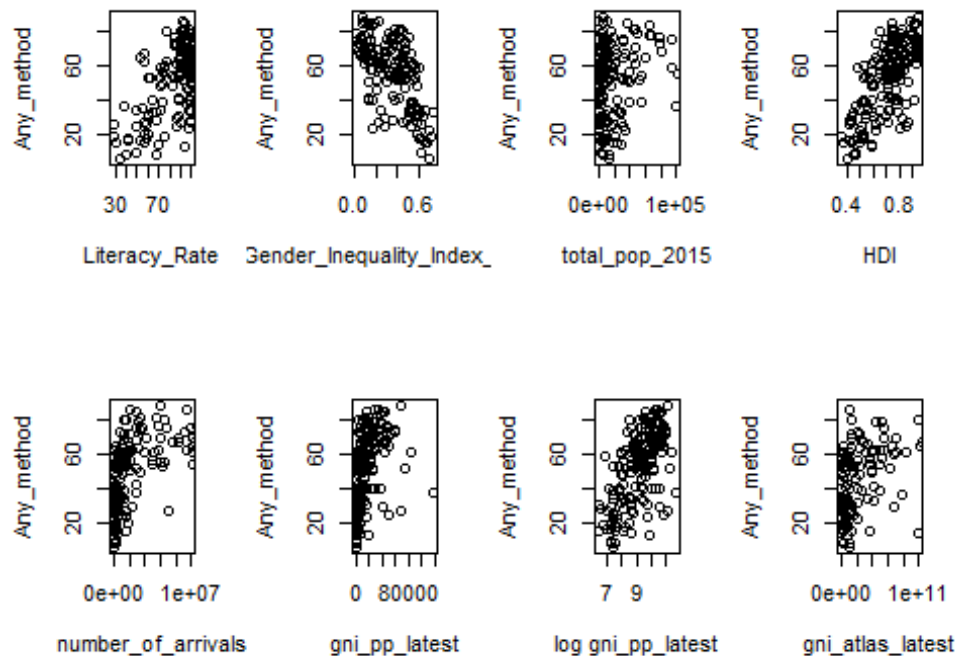 Any_method
60
20
30 70
Literacy_Rate
Any_method
60
20
0.0 0.6
Gender_Inequality_Index_
Any_method
60
20
0e+00 1e+05
total_pop_2015
Any_method
60
20
0.4 0.8
HDI
Any_method
60
20
0e+00 1e+07
number_of_arrivals
Any_method
60
20
0 80000
gni_pp_latest
Any_method
60
20
7 9
log gni_pp_latest
Any_method
60
20
0e+00 1e+11
gni_atlas_latest